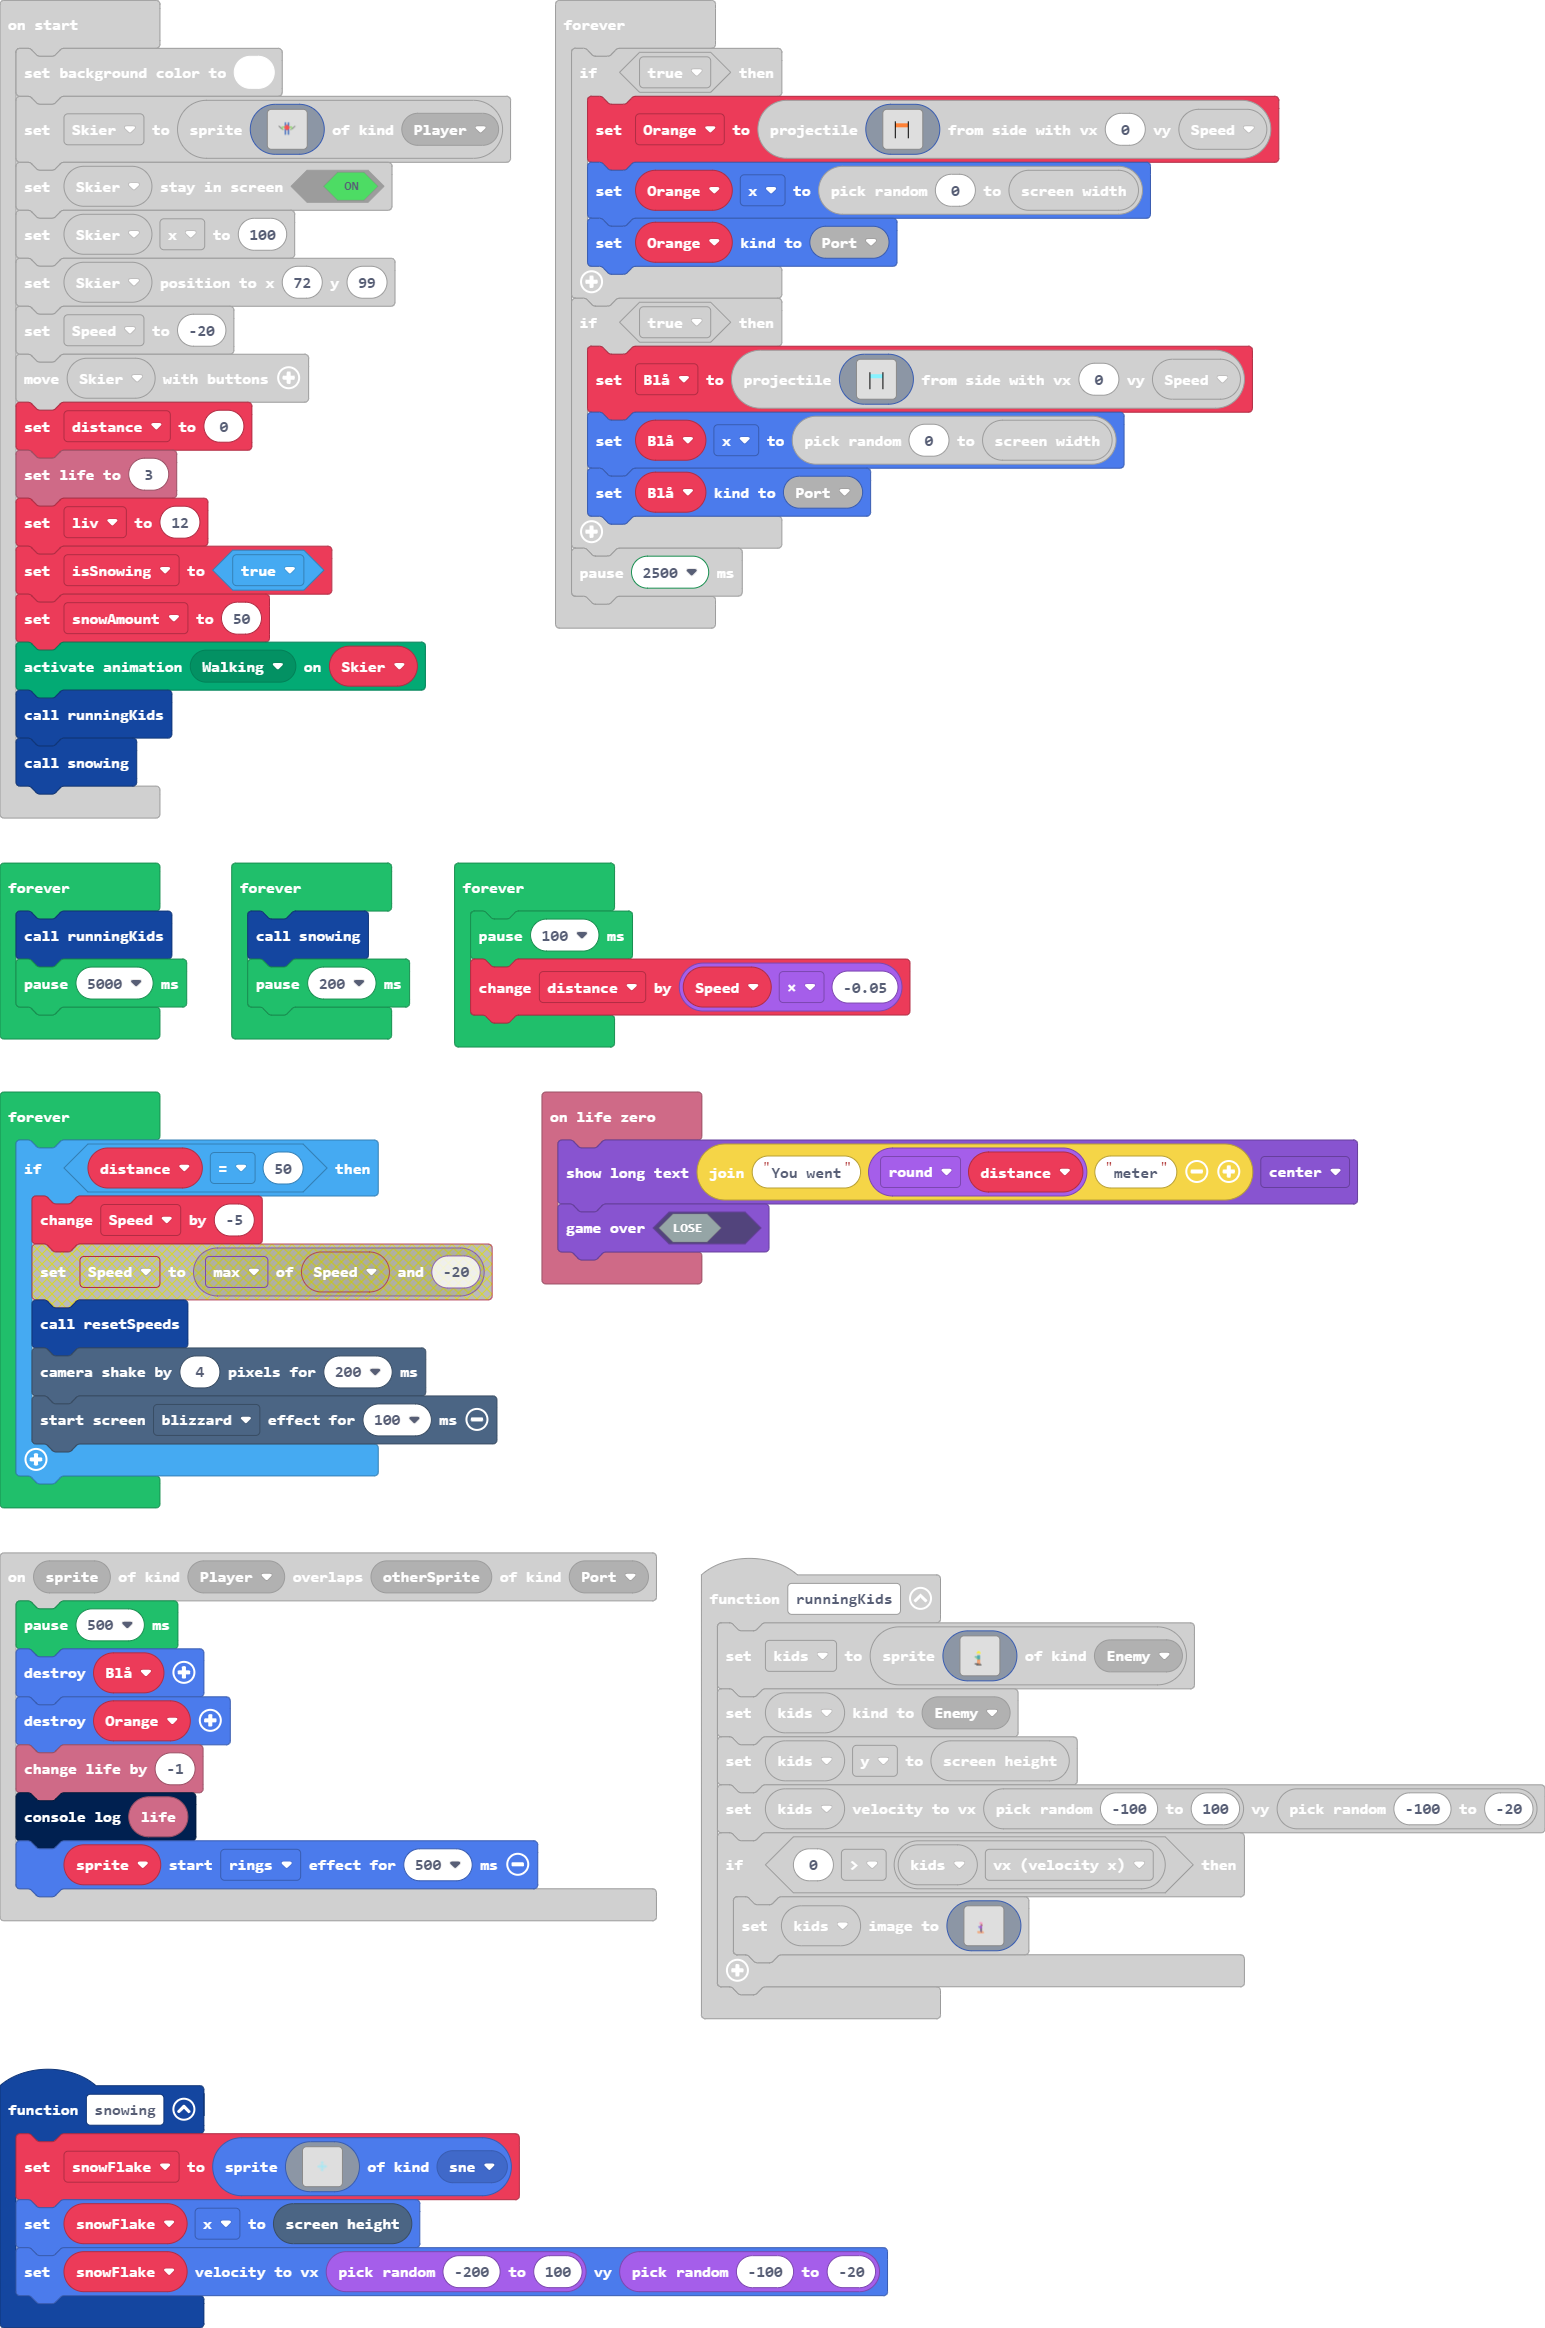 on start
set background color to
set Skier to sprite of kind Player
set Skier stay in screen ON
set Skier x to 100
set Skier position to x 72 y 99
set Speed to -20
move Skier with buttons
set distance to 0
set life to 3
set liv to 12
set isSnowing to true
set snowAmount to 50
activate animation Walking on Skier
call runningKids
call snowing
forever
if true then
set Orange to projectile from side with vx 0 vy Speed
set Orange x to pick random 0 to screen width
set Orange kind to Port
if true then
set Blå to projectile from side with vx 0 vy Speed
set Blå x to pick random 0 to screen width
set Blå kind to Port
pause 2500 ms
forever
call runningKids
pause 5000 ms
forever
call snowing
pause 200 ms
forever
pause 100 ms
change distance by Speed × -0.05
forever
if distance = 50 then
change Speed by -5
set Speed to max of Speed and -20
call resetSpeeds
camera shake by 4 pixels for 200 ms
start screen blizzard effect for 100 ms
on life zero
show long text join "You went" round distance "meter" center
game over LOSE
on sprite of kind Player overlaps otherSprite of kind Port
pause 500 ms
destroy Blå
destroy Orange
change life by -1
console log life
sprite start rings effect for 500 ms
function runningKids
set kids to sprite of kind Enemy
set kids kind to Enemy
set kids y to screen height
set kids velocity to vx pick random -100 to 100 vy pick random -100 to -20
if 0 > kids vx (velocity x) then
set kids image to
function snowing
set snowFlake to sprite of kind sne
set snowFlake x to screen height
set snowFlake velocity to vx pick random -200 to 100 vy pick random -100 to -20